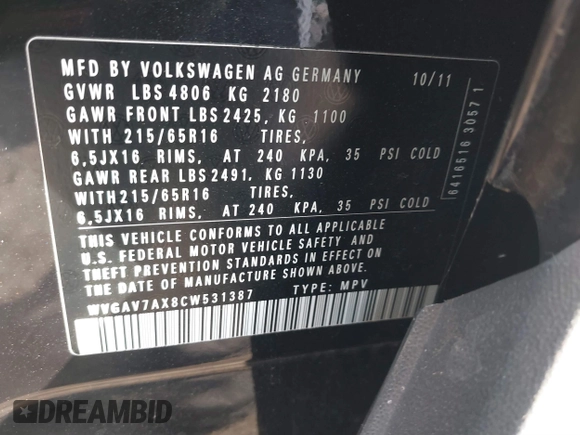 MFD BY VOLKSWAGEN AG GERMANY 10/11
GVWR LBS 4806 KG 2180
GAWR FRONT LBS 2425, KG 1100
WITH 215/65R16 TIRES,
6,5JX16 RIMS, AT 240 KPA, 35 PSI COLD
GAWR REAR LBS 2491, KG 1130
WITH 215/65R16 TIRES,
6,5JX16 RIMS, AT 240 KPA, 35 PSI COLD
THIS VEHICLE CONFORMS TO ALL APPLICABLE
U.S. FEDERAL MOTOR VEHICLE SAFETY AND
THEFT PREVENTION STANDARDS IN EFFECT ON
THE DATE OF MANUFACTURE SHOWN ABOVE.
WVGAV7AX8CW531387 TYPE: MPV
6416516 3057 1
DREAMBID